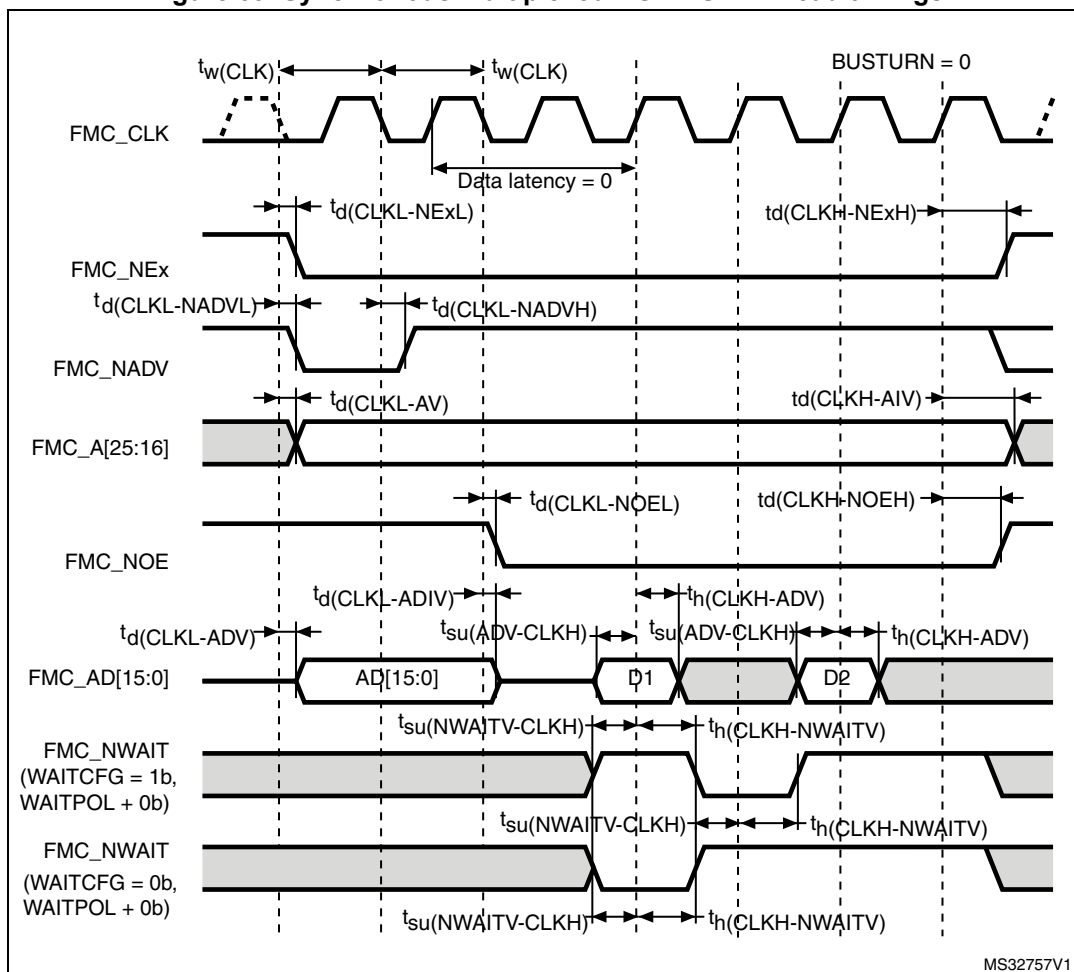 tw(CLK)
tw(CLK)
BUSTURN = 0
FMC_CLK
Data latency = 0
td(CLKL-NExL)
td(CLKH-NExH)
FMC_NEx
td(CLKL-NADVL)
td(CLKL-NADVH)
FMC_NADV
td(CLKL-AV)
td(CLKH-AIV)
FMC_A[25:16]
td(CLKL-NOEL)
td(CLKH-NOEH)
FMC_NOE
td(CLKL-ADIV)
th(CLKH-ADV)
td(CLKL-ADV)
tsu(ADV-CLKH)
tsu(ADV-CLKH)
th(CLKH-ADV)
FMC_AD[15:0]
AD[15:0]
D1
D2
tsu(NWAITV-CLKH)
th(CLKH-NWAITV)
FMC_NWAIT
(WAITCFG = 1b,
WAITPOL + 0b)
tsu(NWAITV-CLKH)
th(CLKH-NWAITV)
FMC_NWAIT
(WAITCFG = 0b,
WAITPOL + 0b)
tsu(NWAITV-CLKH)
th(CLKH-NWAITV)
MS32757V1